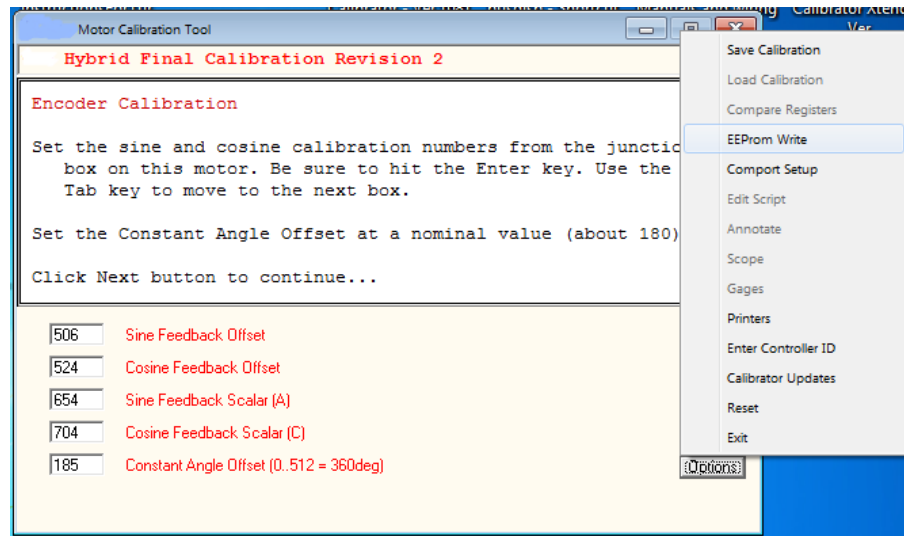 Motor Calibration Tool
Hybrid Final Calibration Revision 2
Encoder Calibration
Set the sine and cosine calibration numbers from the junctic
box on this motor. Be sure to hit the Enter key. Use the
Tab key to move to the next box.
Set the Constant Angle Offset at a nominal value (about 180)
Click Next button to continue...
506 Sine Feedback Offset
524 Cosine Feedback Offset
654 Sine Feedback Scalar (A)
704 Cosine Feedback Scalar (C)
185 Constant Angle Offset (0..512 = 360deg)
(Options)
Save Calibration
Load Calibration
Compare Registers
EEProm Write
Comport Setup
Edit Script
Annotate
Scope
Gages
Printers
Enter Controller ID
Calibrator Updates
Reset
Exit